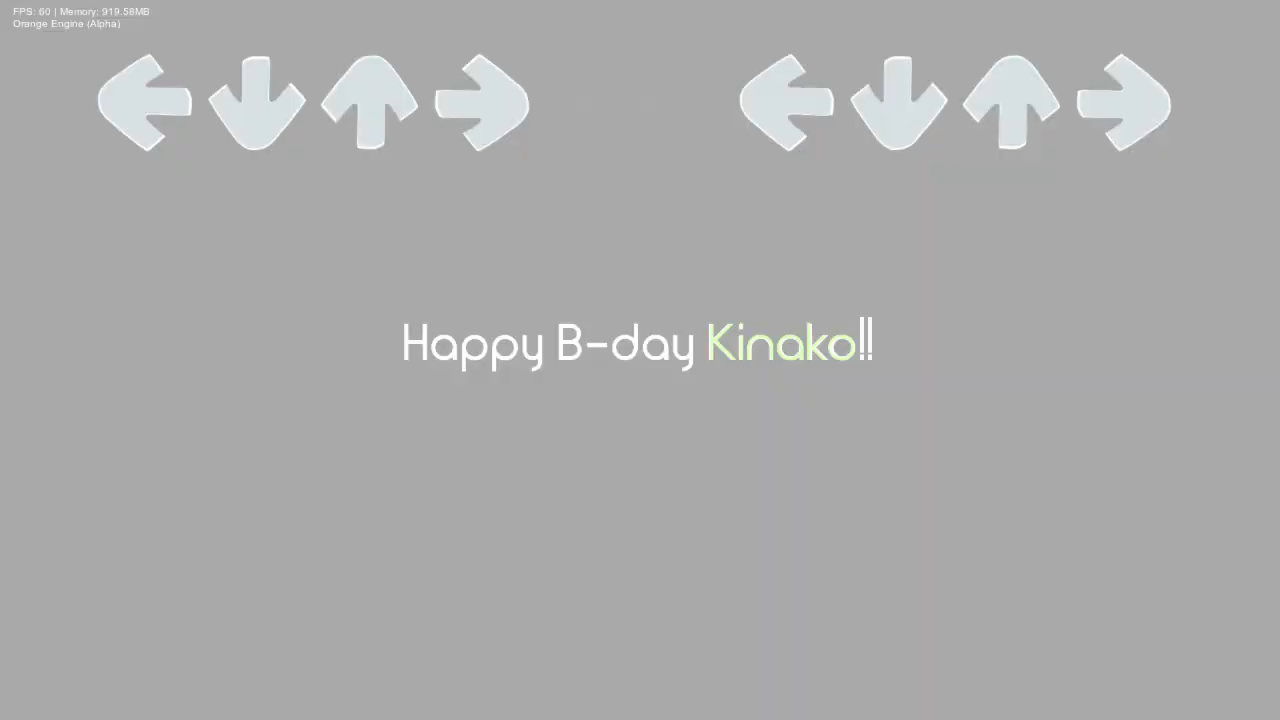 FPS: 60 | Memory: 919.58MB
Orange Engine (Alpha)
Happy B-day Kinako!!